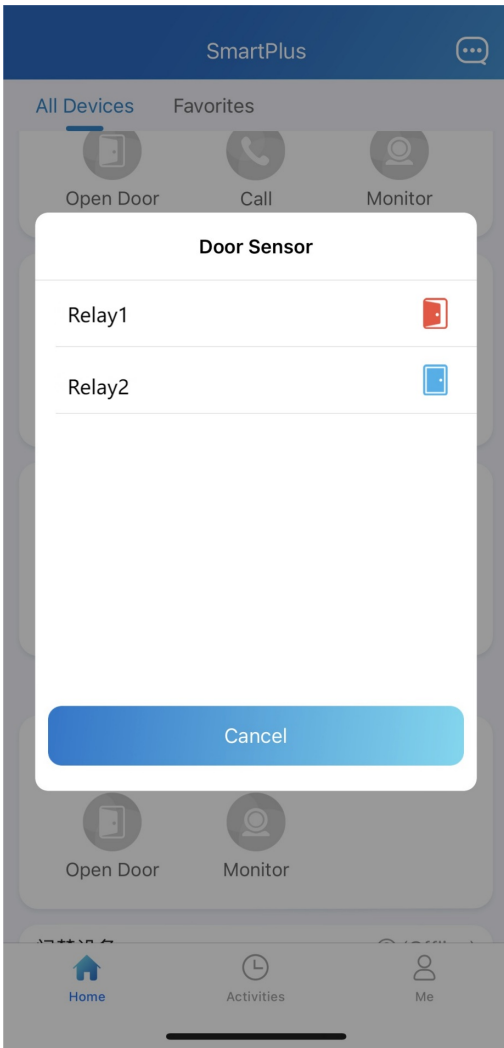 SmartPlus
All Devices Favorites
Open Door Call Monitor
Door Sensor
Relay1
Relay2
Cancel
Open Door Monitor
Home Activities Me